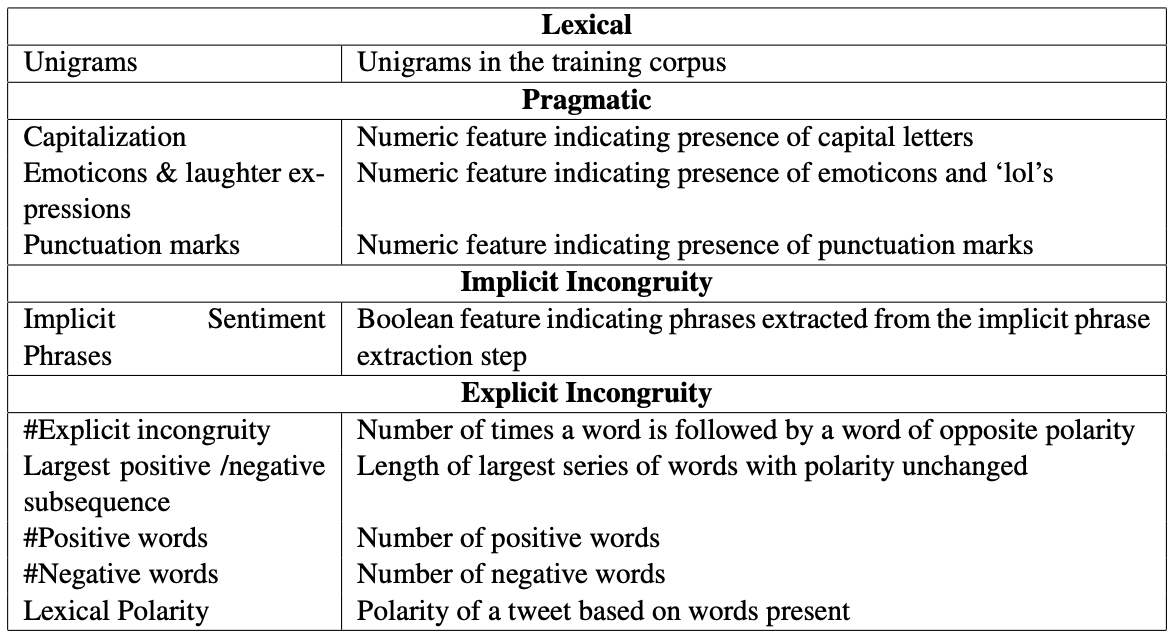 Lexical
Unigrams Unigrams in the training corpus
Pragmatic
Capitalization Numeric feature indicating presence of capital letters
Emoticons & laughter ex- Numeric feature indicating presence of emoticons and ‘lol’s
pressions
Punctuation marks Numeric feature indicating presence of punctuation marks
Implicit Incongruity
Implicit Sentiment Boolean feature indicating phrases extracted from the implicit phrase
Phrases extraction step
Explicit Incongruity
#Explicit incongruity Number of times a word is followed by a word of opposite polarity
Largest positive /negative Length of largest series of words with polarity unchanged
subsequence
#Positive words Number of positive words
#Negative words Number of negative words
Lexical Polarity Polarity of a tweet based on words present